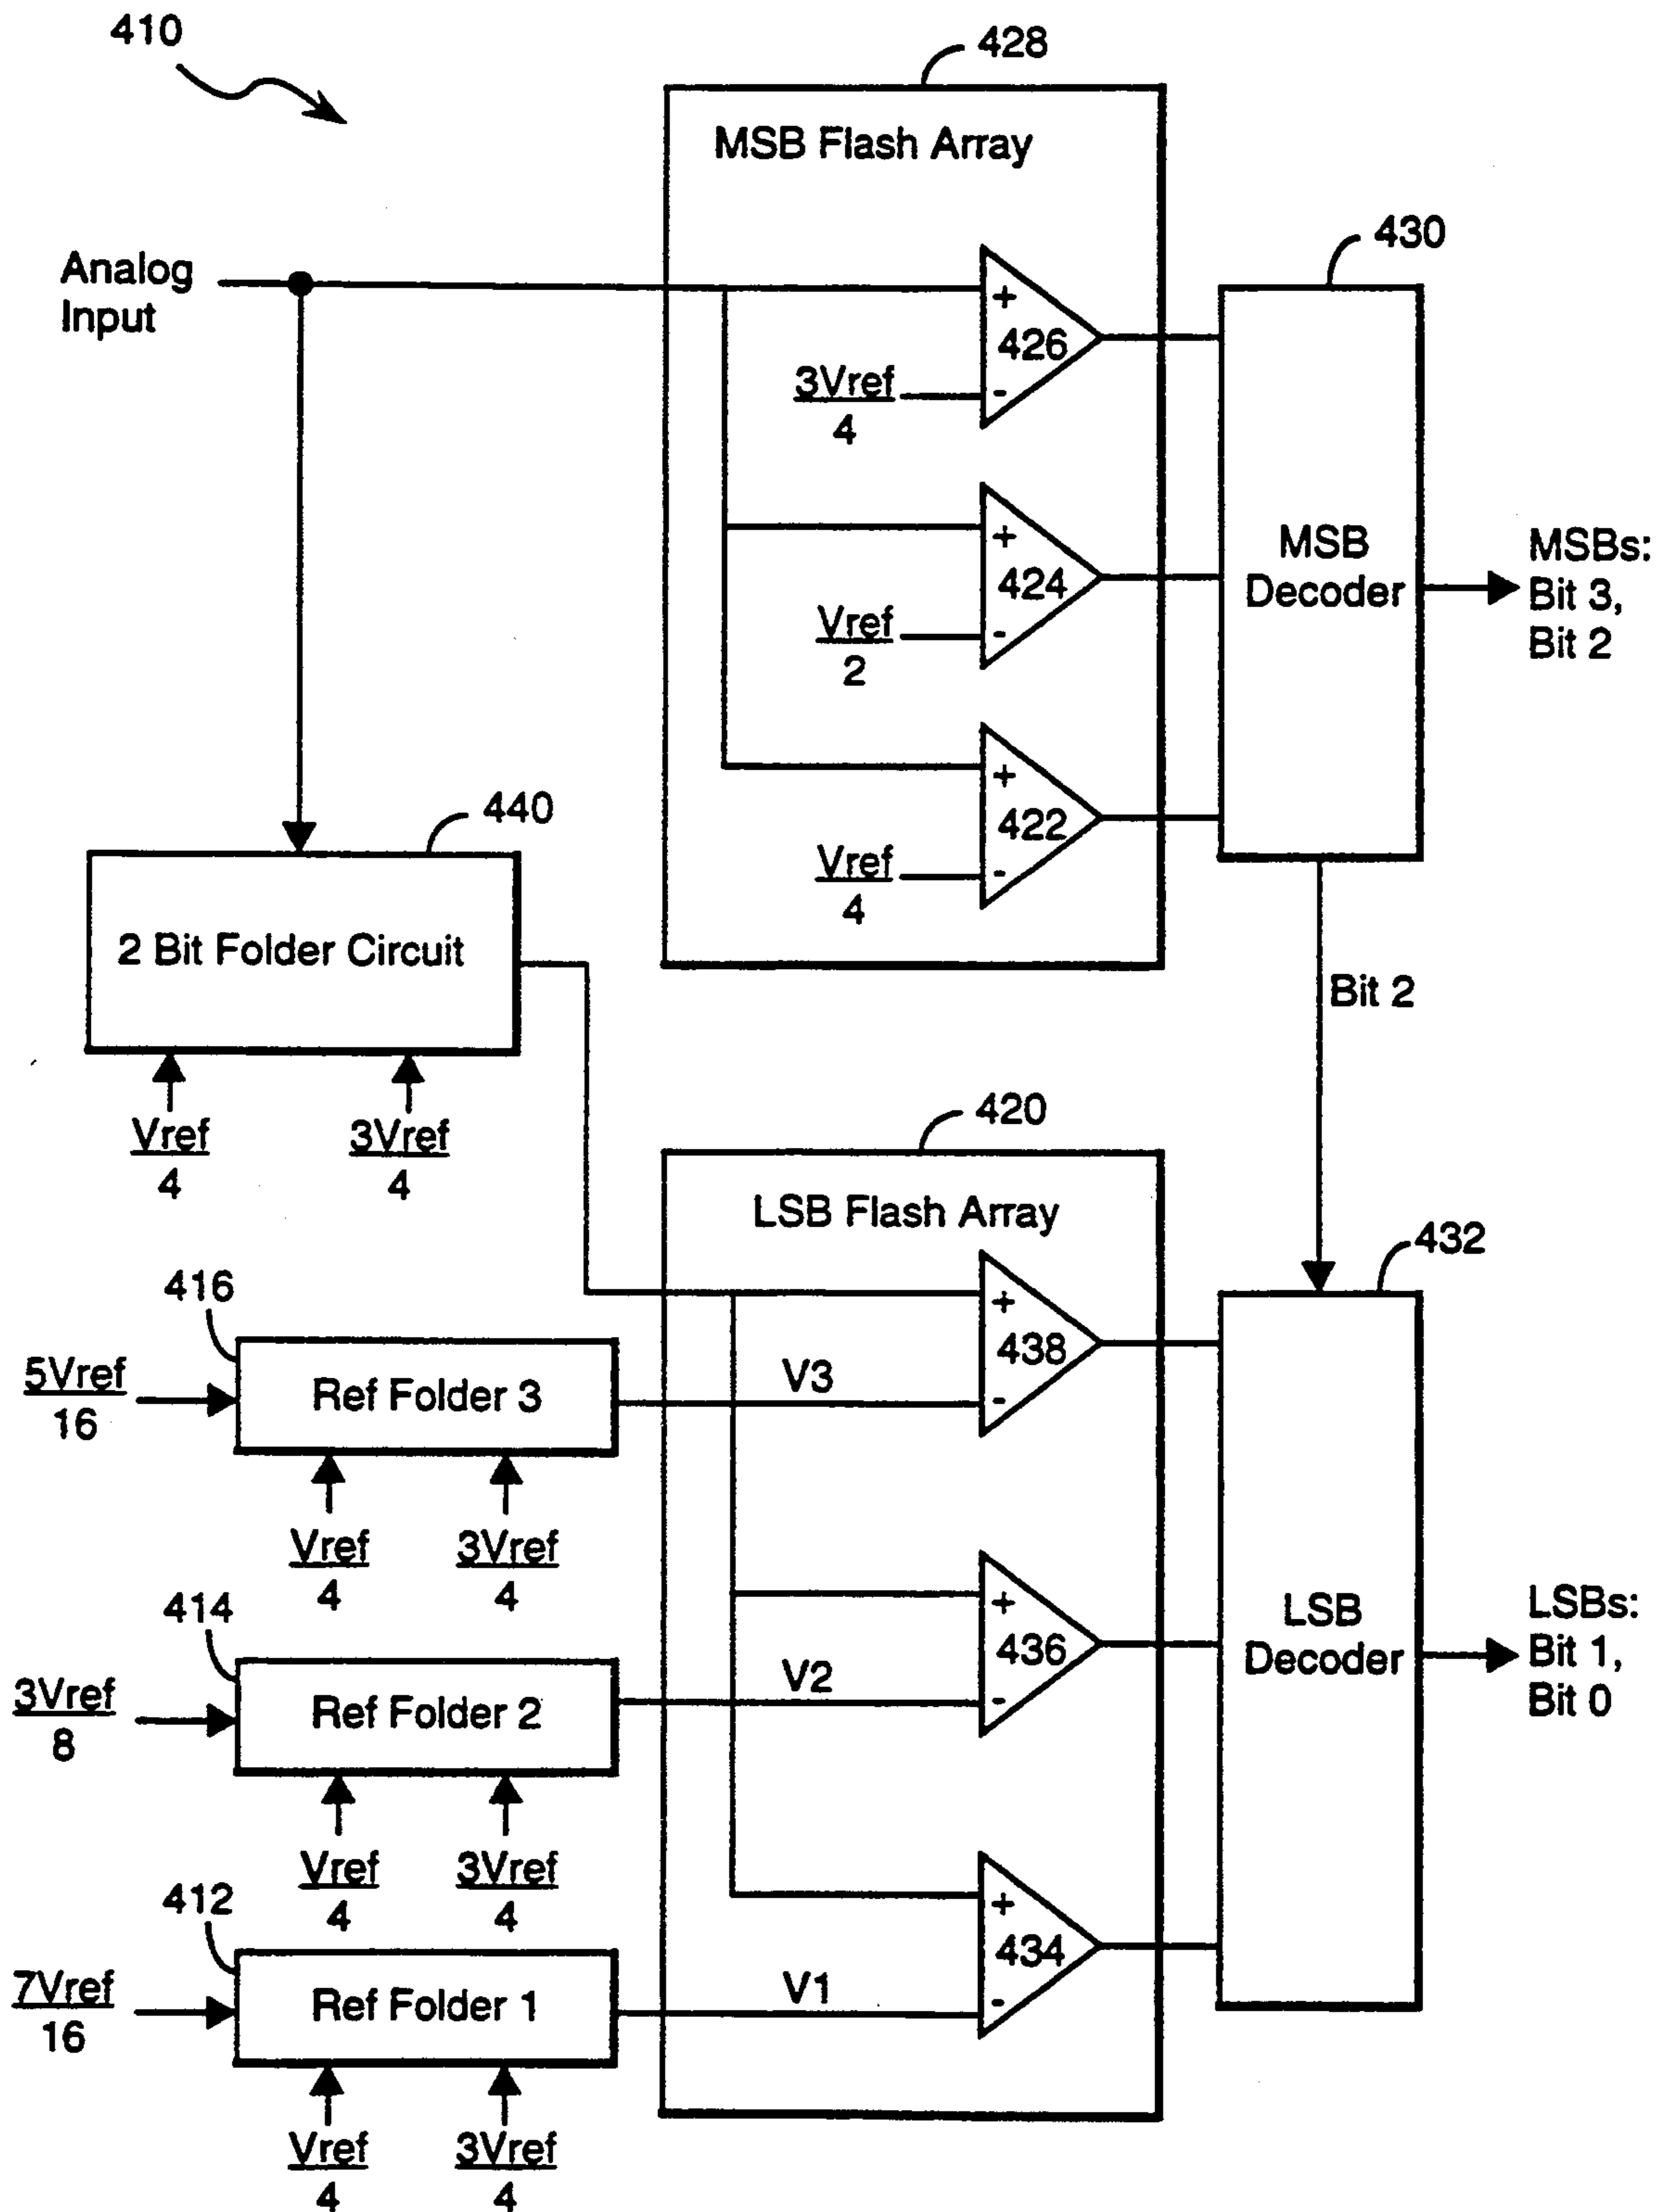 410
428
MSB Flash Array
430
Analog
Input
+
426
3Vref
4
-
+
424
Vref
2
-
+
422
Vref
4
-
MSB
Decoder
MSBs:
Bit 3,
Bit 2
440
2 Bit Folder Circuit
Vref
4
3Vref
4
Bit 2
420
LSB Flash Array
432
416
5Vref
16
Ref Folder 3
V3
+
438
-
Vref
4
3Vref
4
414
3Vref
8
Ref Folder 2
V2
+
436
-
LSB
Decoder
LSBs:
Bit 1,
Bit 0
Vref
4
3Vref
4
412
7Vref
16
Ref Folder 1
V1
+
434
-
Vref
4
3Vref
4